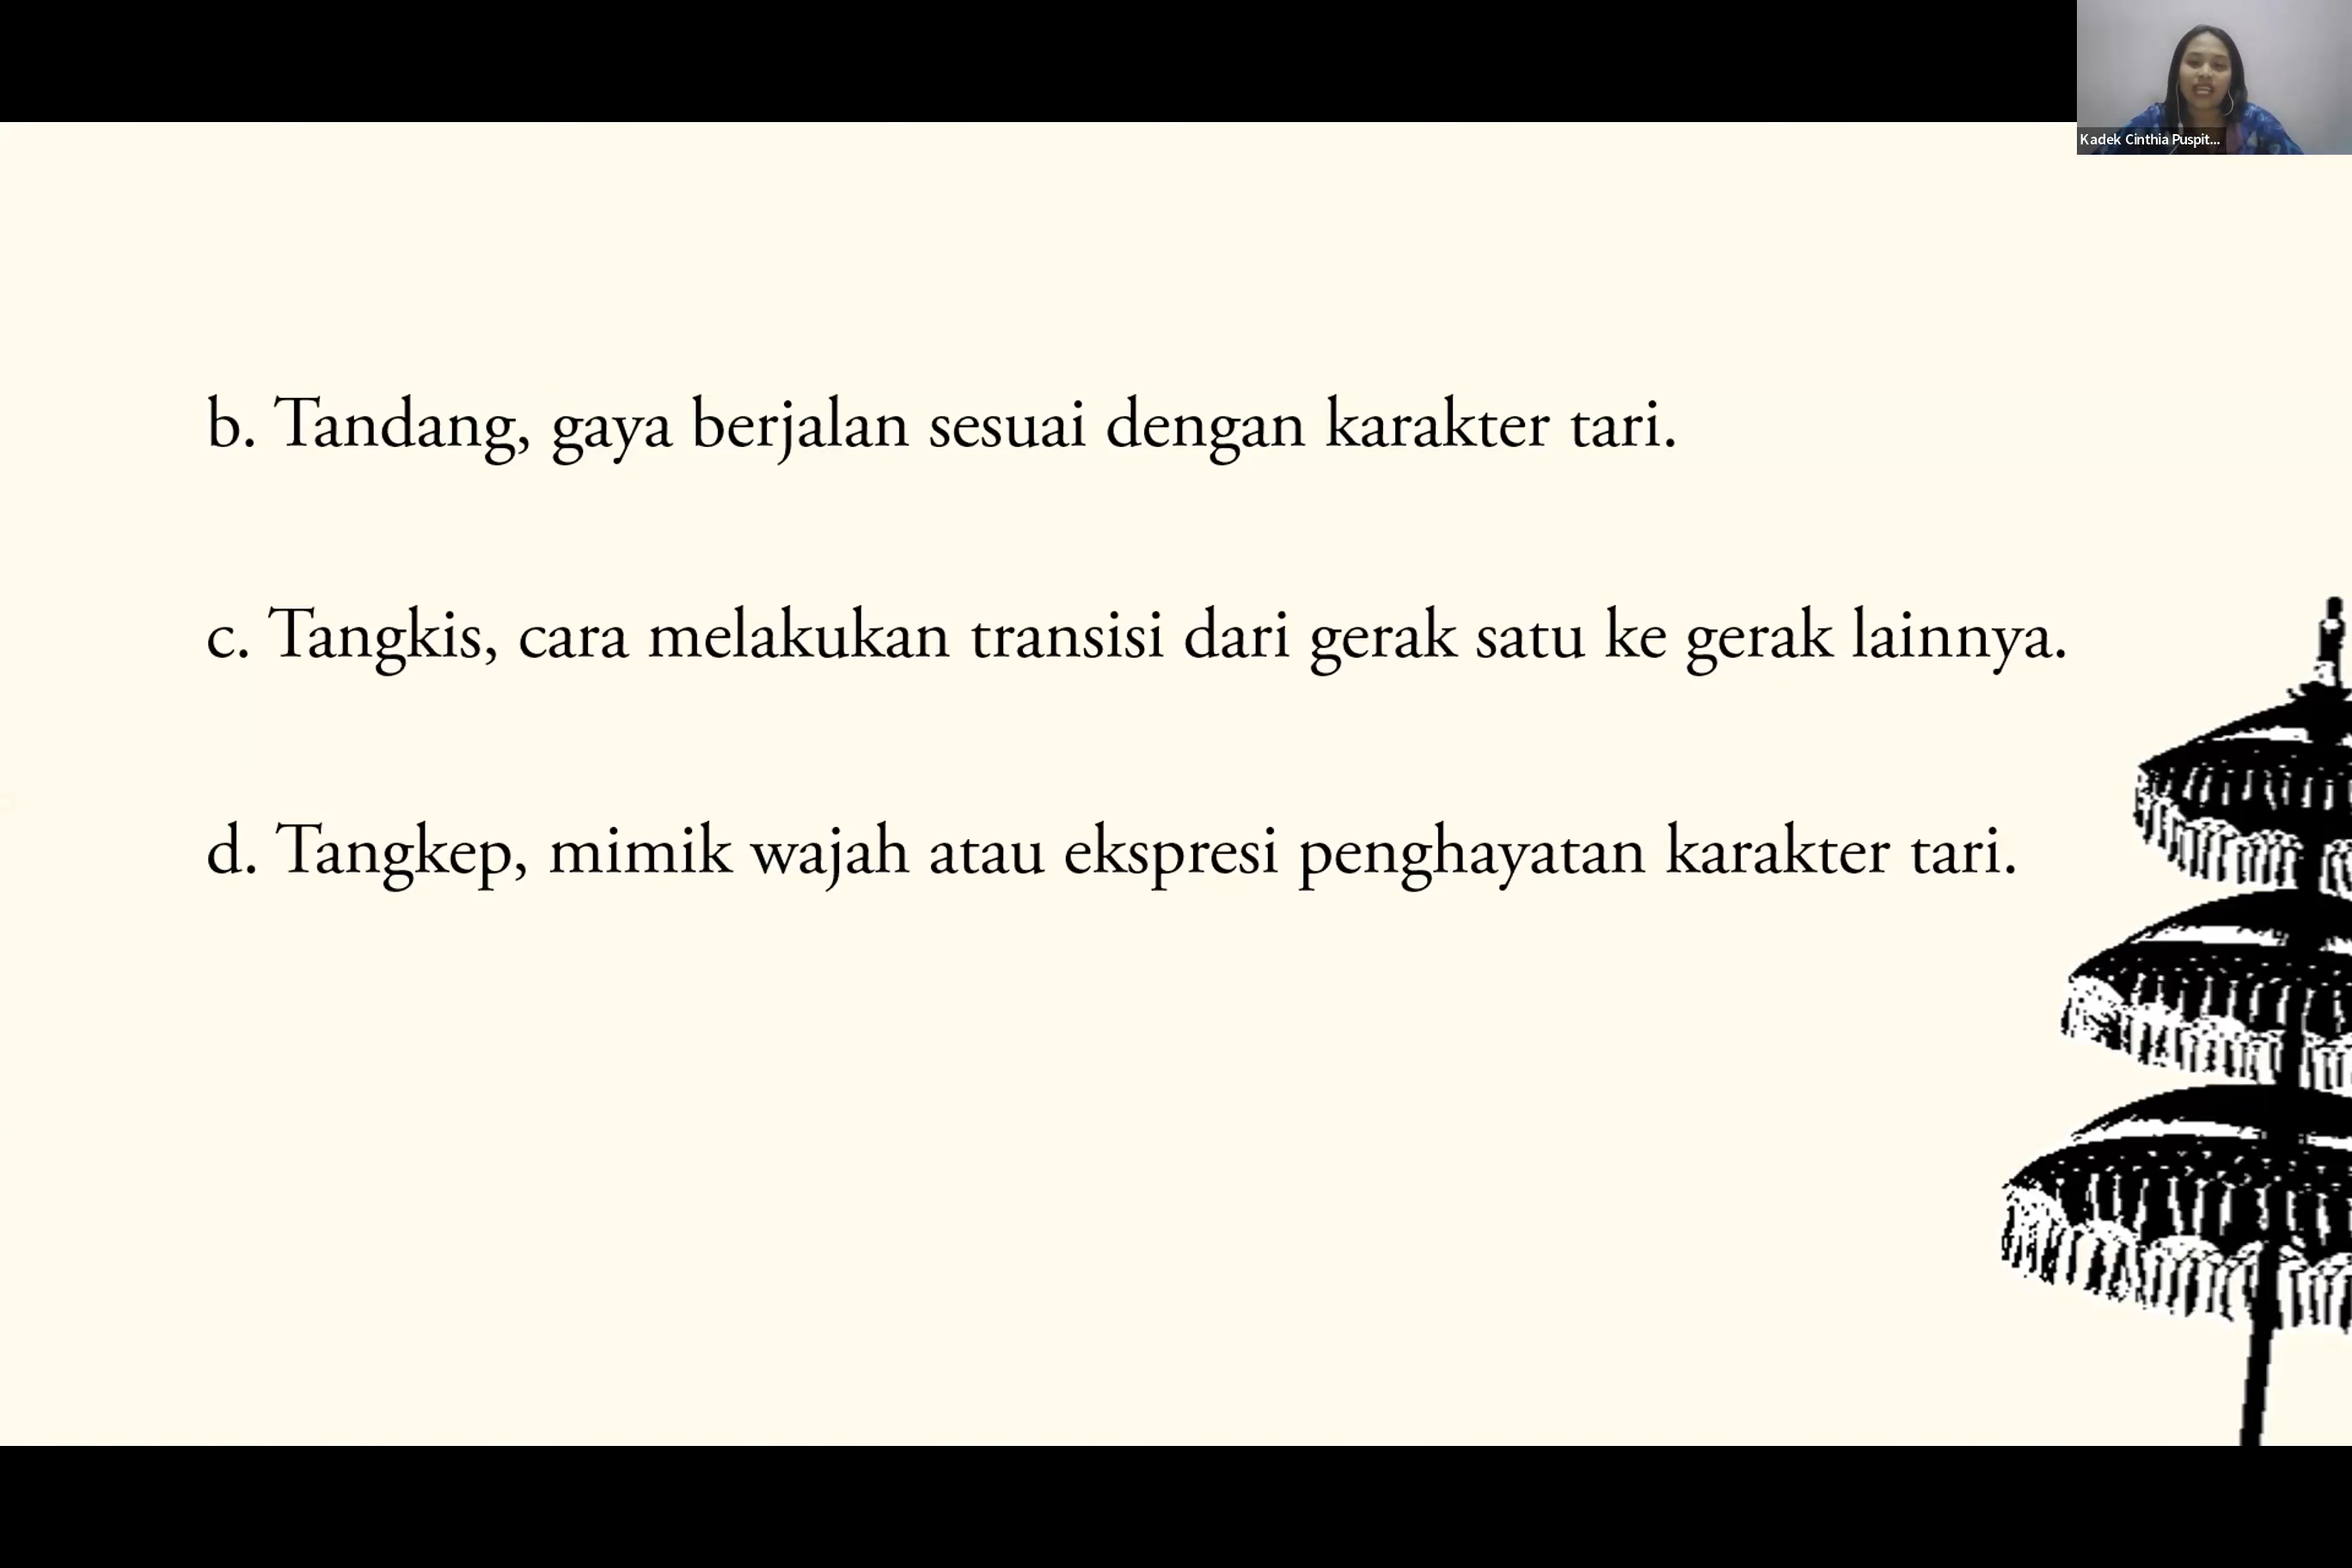 Kadek Cinthia Puspit...
b. Tandang, gaya berjalan sesuai dengan karakter tari.
c. Tangkis, cara melakukan transisi dari gerak satu ke gerak lainnya.
d. Tangkep, mimik wajah atau ekspresi penghayatan karakter tari.